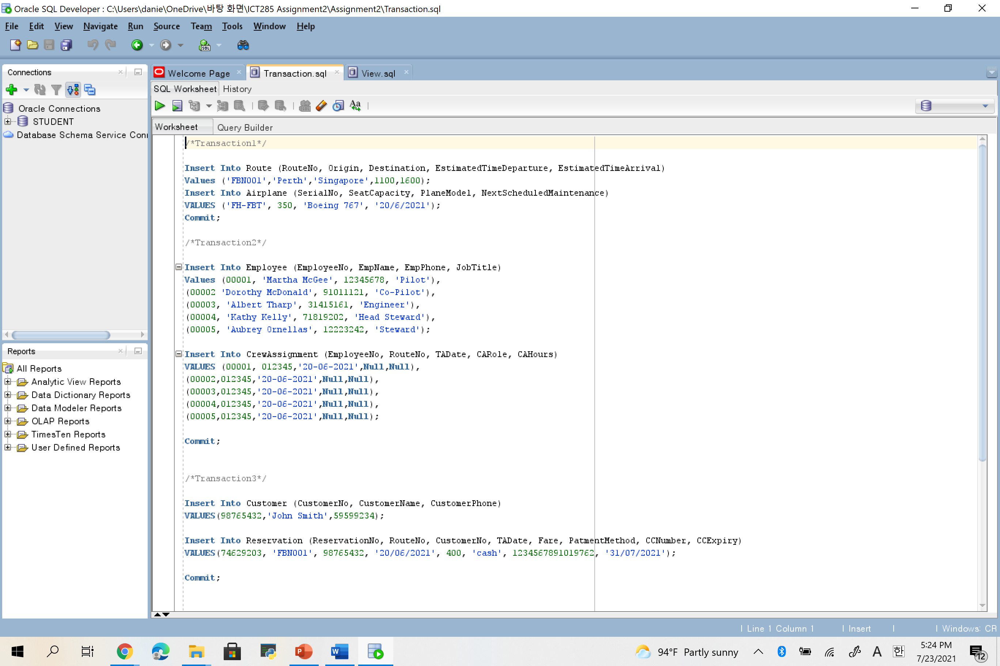 Oracle SQL Developer : C:\Users\danie\OneDrive\바탕 화면\ICT285 Assignment2\Assignment2\Transaction.sql
File Edit View Navigate Run Source Team Tools Window Help
Connections
Oracle Connections
STUDENT
Database Schema Service Con
Reports
All Reports
Analytic View Reports
Data Dictionary Reports
Data Modeler Reports
OLAP Reports
TimesTen Reports
User Defined Reports
Welcome Page Transaction.sql View.sql
SQL Worksheet History
Worksheet Query Builder
/*Transaction1*/
Insert Into Route (RouteNo, Origin, Destination, EstimatedTimeDeparture, EstimatedTimeArrival)
Values ('FBN001','Perth','Singapore',1100,1600);
Insert Into Airplane (SerialNo, SeatCapacity, PlaneModel, NextScheduledMaintenance)
VALUES ('FH-FBT', 350, 'Boeing 767', '20/6/2021');
Commit;
/*Transaction2*/
Insert Into Employee (EmployeeNo, EmpName, EmpPhone, JobTitle)
Values (00001, 'Martha McGee', 12345678, 'Pilot'),
(00002 'Dorothy McDonald', 91011121, 'Co-Pilot'),
(00003, 'Albert Tharp', 31415161, 'Engineer'),
(00004, 'Kathy Kelly', 71819202, 'Head Steward'),
(00005, 'Aubrey Ornellas', 12223242, 'Steward');
Insert Into CrewAssignment (EmployeeNo, RouteNo, TADate, CARole, CAHours)
VALUES (00001, 012345,'20-06-2021',Null,Null),
(00002,012345,'20-06-2021',Null,Null),
(00003,012345,'20-06-2021',Null,Null),
(00004,012345,'20-06-2021',Null,Null),
(00005,012345,'20-06-2021',Null,Null);
Commit;
/*Transaction3*/
Insert Into Customer (CustomerNo, CustomerName, CustomerPhone)
VALUES(98765432,'John Smith',59599234);
Insert Into Reservation (ReservationNo, RouteNo, CustomerNo, TADate, Fare, PatmentMethod, CCNumber, CCExpiry)
VALUES(74629203, 'FBN001', 98765432, '20/06/2021', 400, 'cash', 1234567891019762, '31/07/2021');
Commit;
Line 1 Column 1 Insert Windows: CR
94°F Partly sunny A 한 5:24 PM
7/23/2021 12